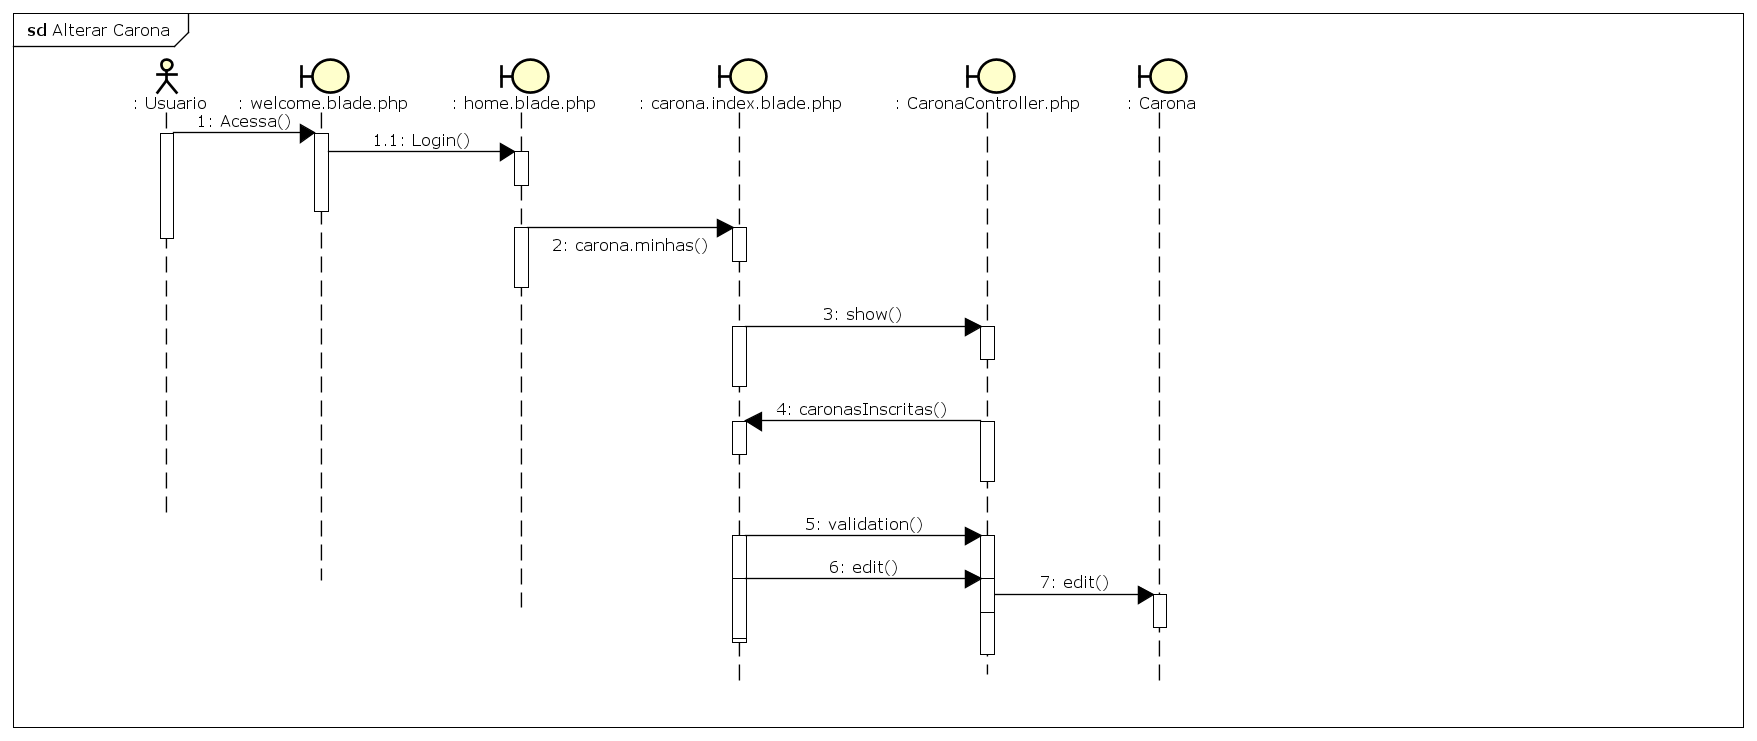 sd Alterar Carona
: Usuario
: welcome.blade.php
: home.blade.php
: carona.index.blade.php
: CaronaController.php
: Carona
1: Acessa()
1.1: Login()
2: carona.minhas()
3: show()
4: caronasInscritas()
5: validation()
6: edit()
7: edit()